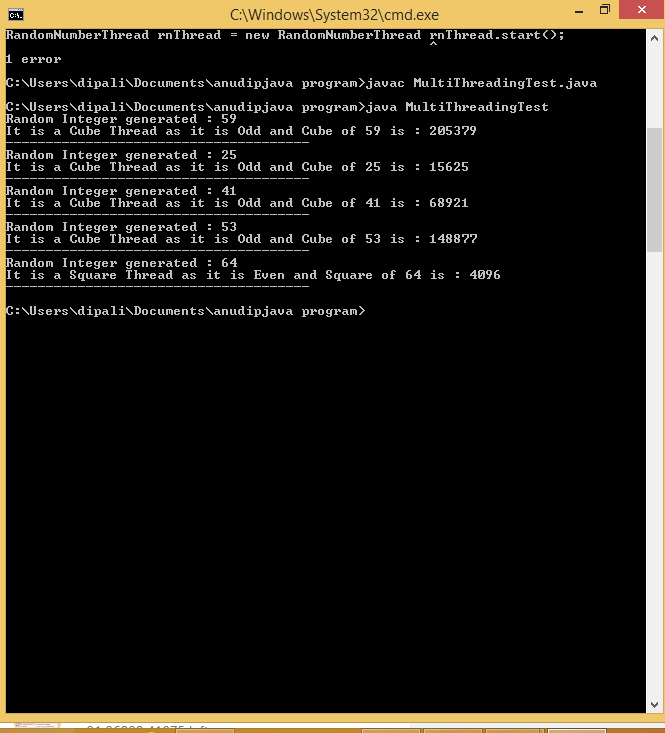 C:\Windows\System32\cmd.exe
RandomNumberThread rnThread = new RandomNumberThread rnThread.start();
^
1 error
C:\Users\dipali\Documents\anudipjava program>javac MultiThreadingTest.java
C:\Users\dipali\Documents\anudipjava program>java MultiThreadingTest
Random Integer generated : 59
It is a Cube Thread as it is Odd and Cube of 59 is : 205379
--------------------------------------
Random Integer generated : 25
It is a Cube Thread as it is Odd and Cube of 25 is : 15625
--------------------------------------
Random Integer generated : 41
It is a Cube Thread as it is Odd and Cube of 41 is : 68921
--------------------------------------
Random Integer generated : 53
It is a Cube Thread as it is Odd and Cube of 53 is : 148877
--------------------------------------
Random Integer generated : 64
It is a Square Thread as it is Even and Square of 64 is : 4096
--------------------------------------
C:\Users\dipali\Documents\anudipjava program>